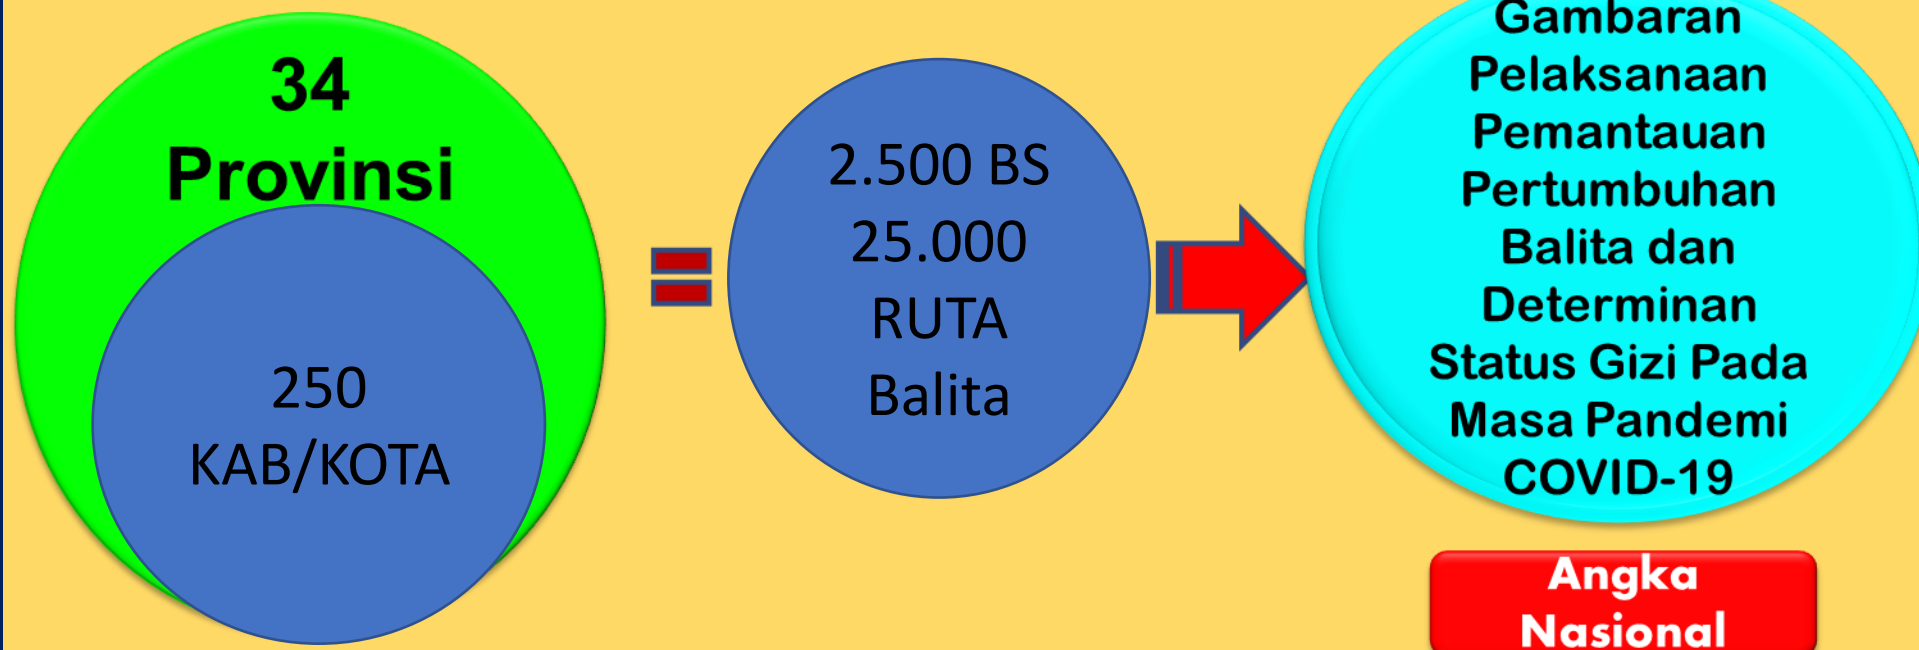 34
Provinsi
250
KAB/KOTA
2.500 BS
25.000
RUTA
Balita
Gambaran
Pelaksanaan
Pemantauan
Pertumbuhan
Balita dan
Determinan
Status Gizi Pada
Masa Pandemi
COVID-19
Angka
Nasional